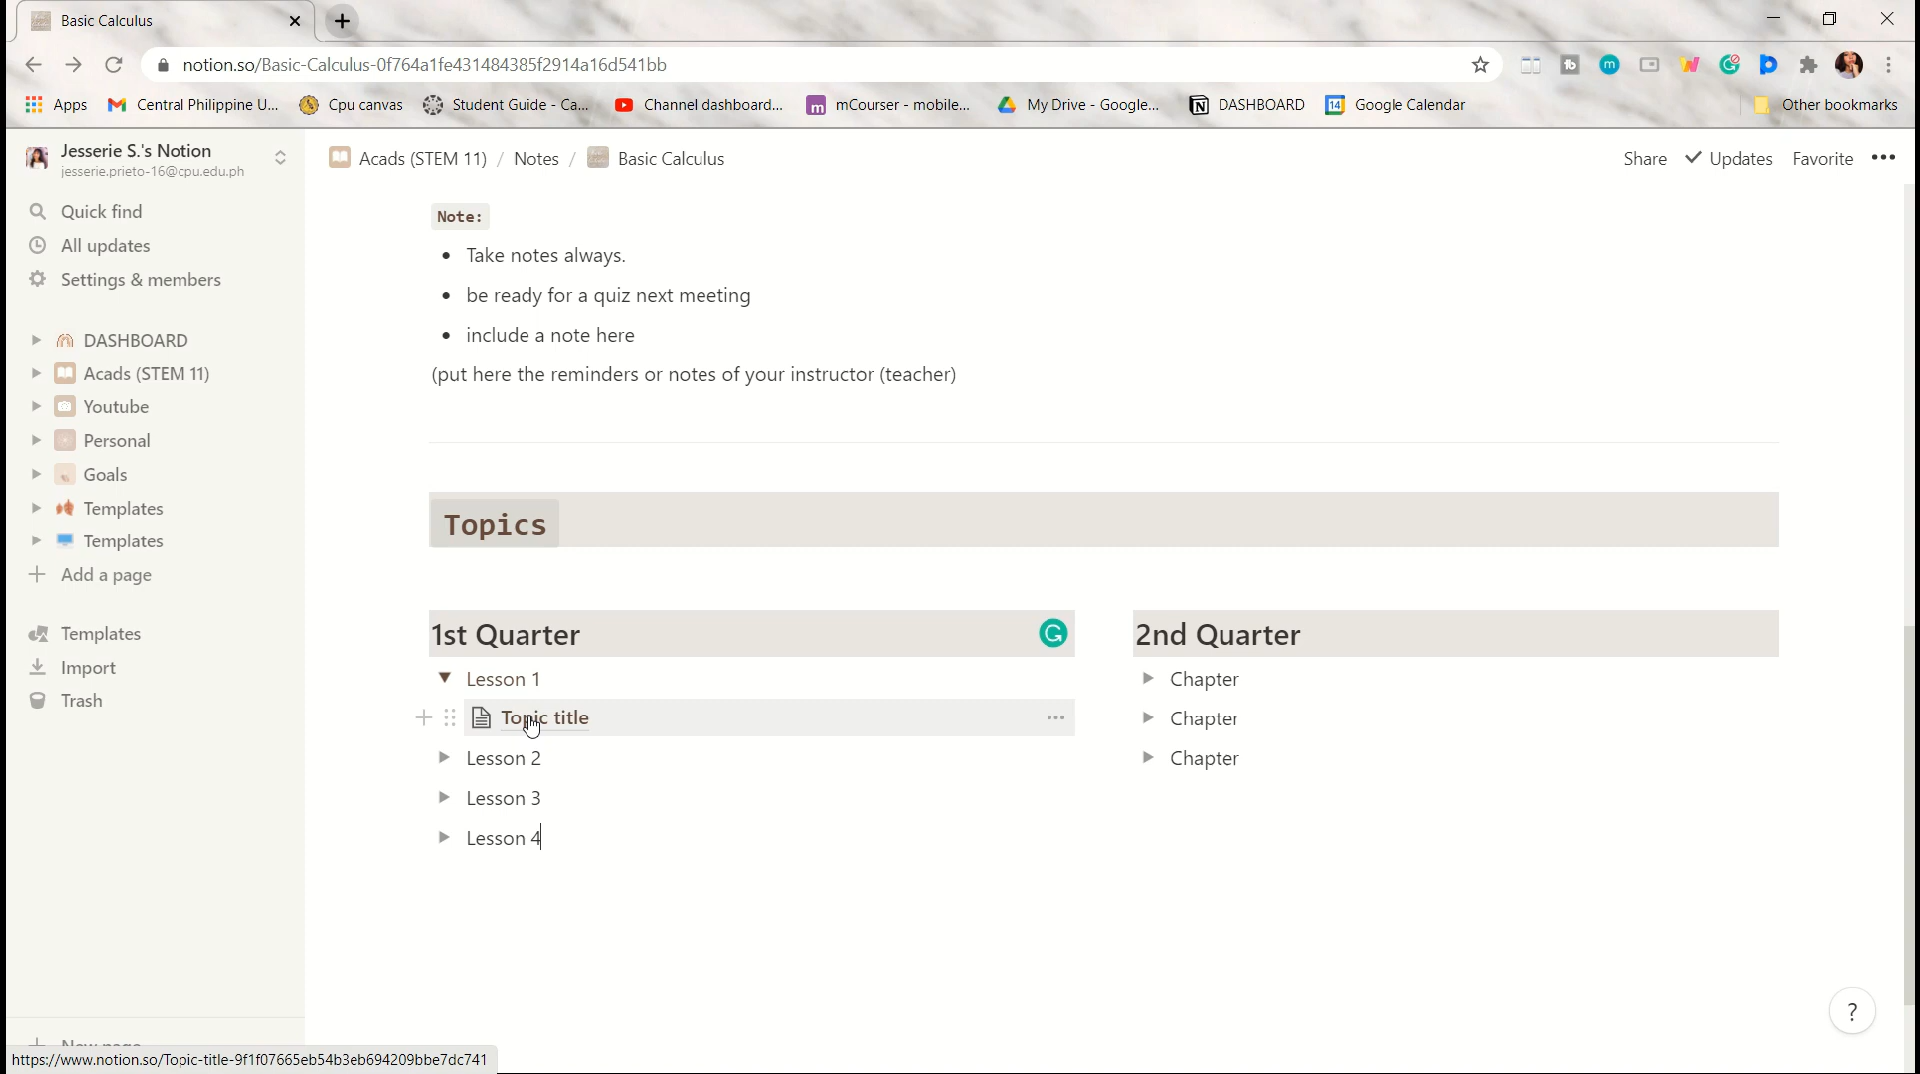 Basic Calculus
notion.so/Basic-Calculus-0f764a1fe431484385f2914a16d541bb
Apps
Central Philippine U...
Cpu canvas
Student Guide - Ca...
Channel dashboard...
mCourser - mobile...
My Drive - Google...
DASHBOARD
Google Calendar
Other bookmarks
Jesserie S.'s Notion
jesserie.prieto-16@cpu.edu.ph
Quick find
All updates
Settings & members
DASHBOARD
Acads (STEM 11)
Youtube
Personal
Goals
Templates
Templates
Add a page
Templates
Import
Trash
https://www.notion.so/Topic-title-9f1f07665eb54b3eb694209bbe7dc741
Acads (STEM 11) / Notes / Basic Calculus
Share
Updates
Favorite
Note:
Take notes always.
be ready for a quiz next meeting
include a note here
(put here the reminders or notes of your instructor (teacher)
Topics
1st Quarter
Lesson 1
Topic title
Lesson 2
Lesson 3
Lesson 4
2nd Quarter
Chapter
Chapter
Chapter
?